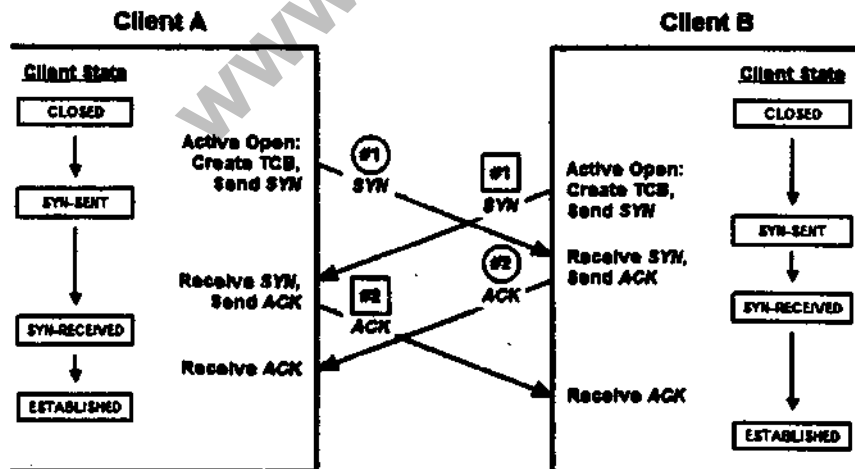 Client A
Client B
Client State
CLOSED
SYN-SENT
SYN-RECEIVED
ESTABLISHED
Active Open:
Create TCB,
Send SYN
Receive SYN,
Send ACK
Receive ACK
#1
SYN
#1
SYN
#2
ACK
#2
ACK
Active Open:
Create TCB,
Send SYN
Receive SYN,
Send ACK
Receive ACK
Client State
CLOSED
SYN-SENT
SYN-RECEIVED
ESTABLISHED
www